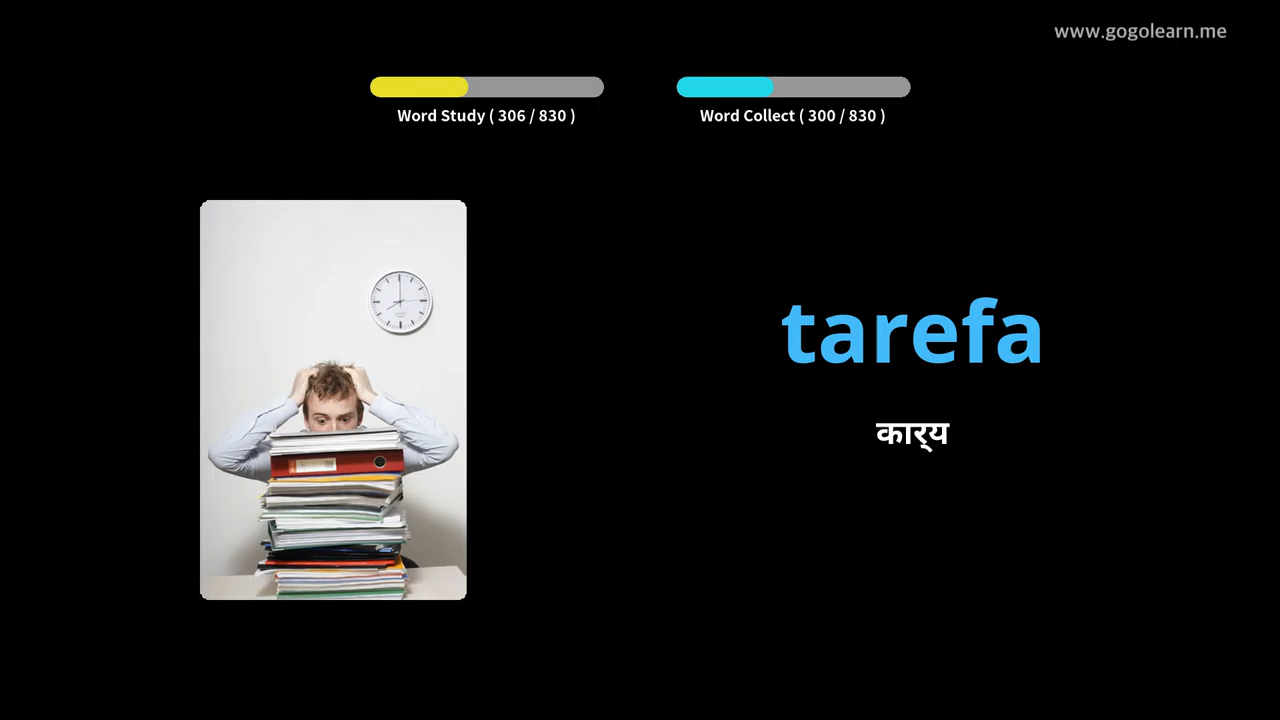 www.gogolearn.me
Word Study ( 306 / 830 )
Word Collect ( 300 / 830 )
tarefa
कार्य